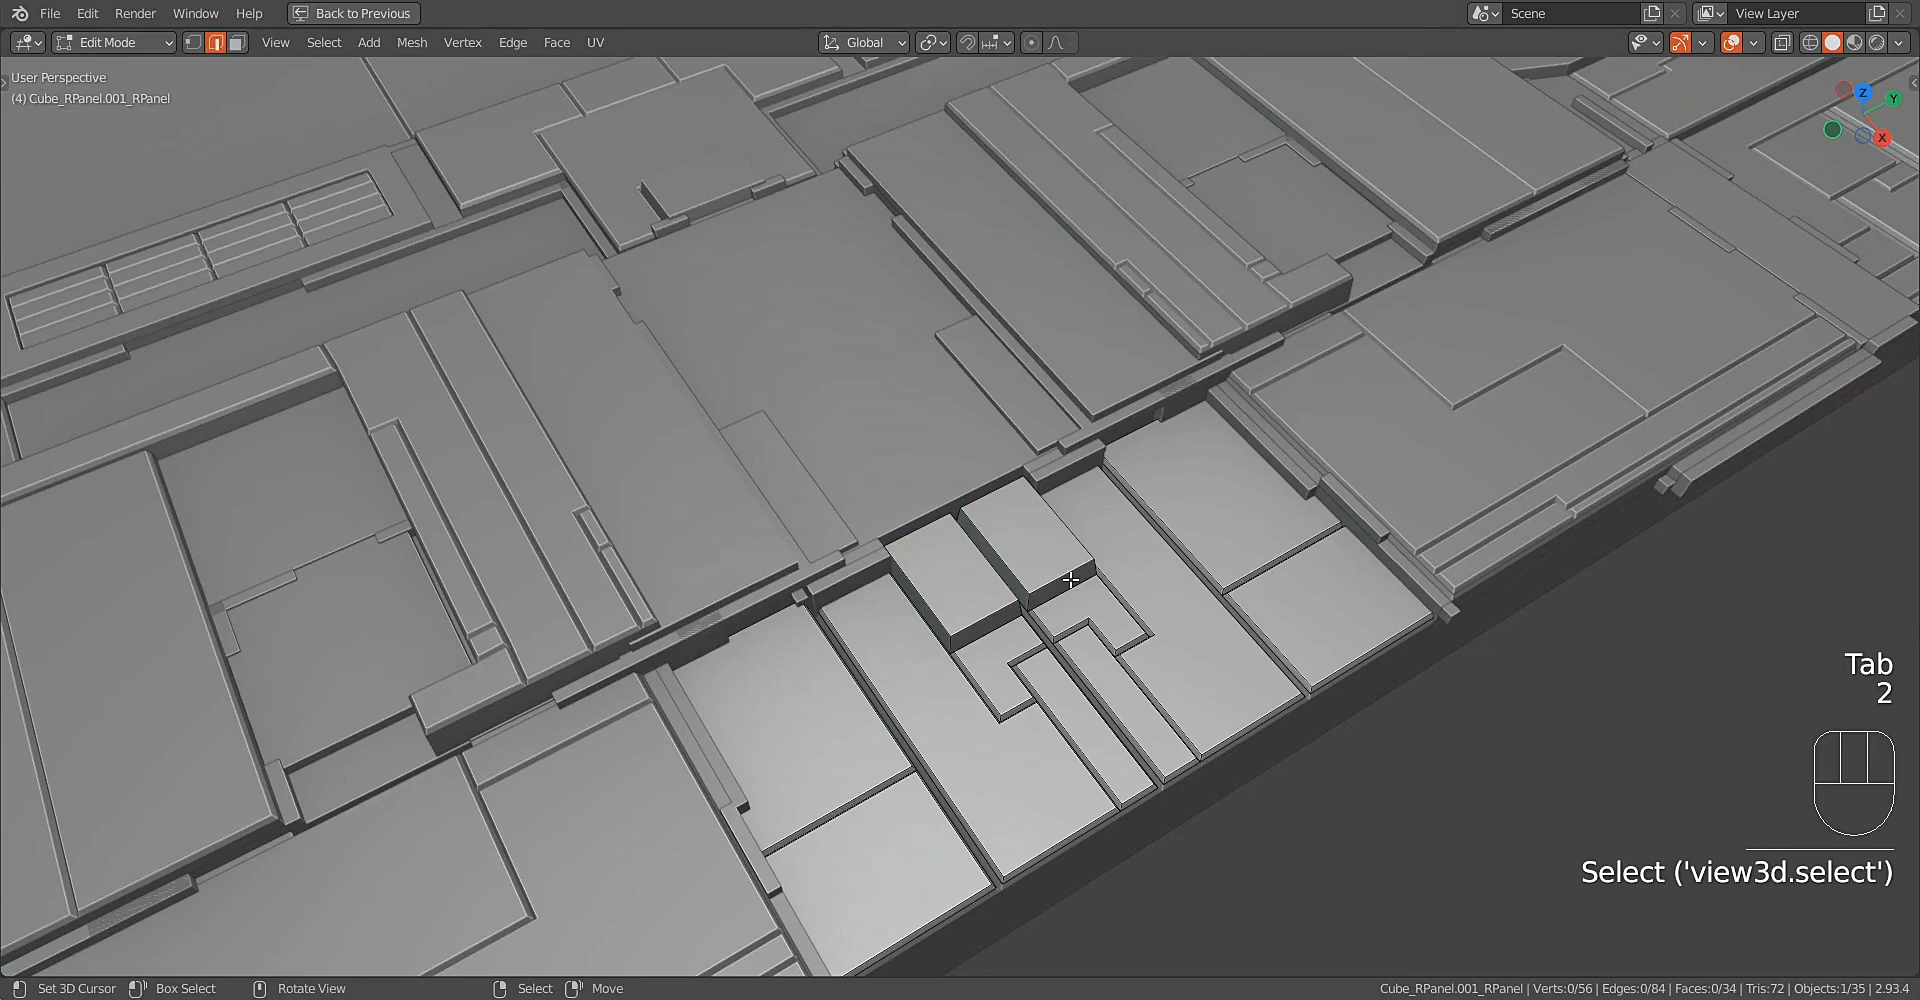 File Edit Render Window Help Back to Previous Scene View Layer
Edit Mode View Select Add Mesh Vertex Edge Face UV Global
User Perspective
(4) Cube_RPanel.001_RPanel
Z
Y
X
Tab
2
Select ('view3d.select')
Set 3D Cursor Box Select Rotate View Select Move Cube_RPanel.001_RPanel | Verts:0/56 | Edges:0/84 | Faces:0/34 | Tris:72 | Objects:1/35 | 2.93.4